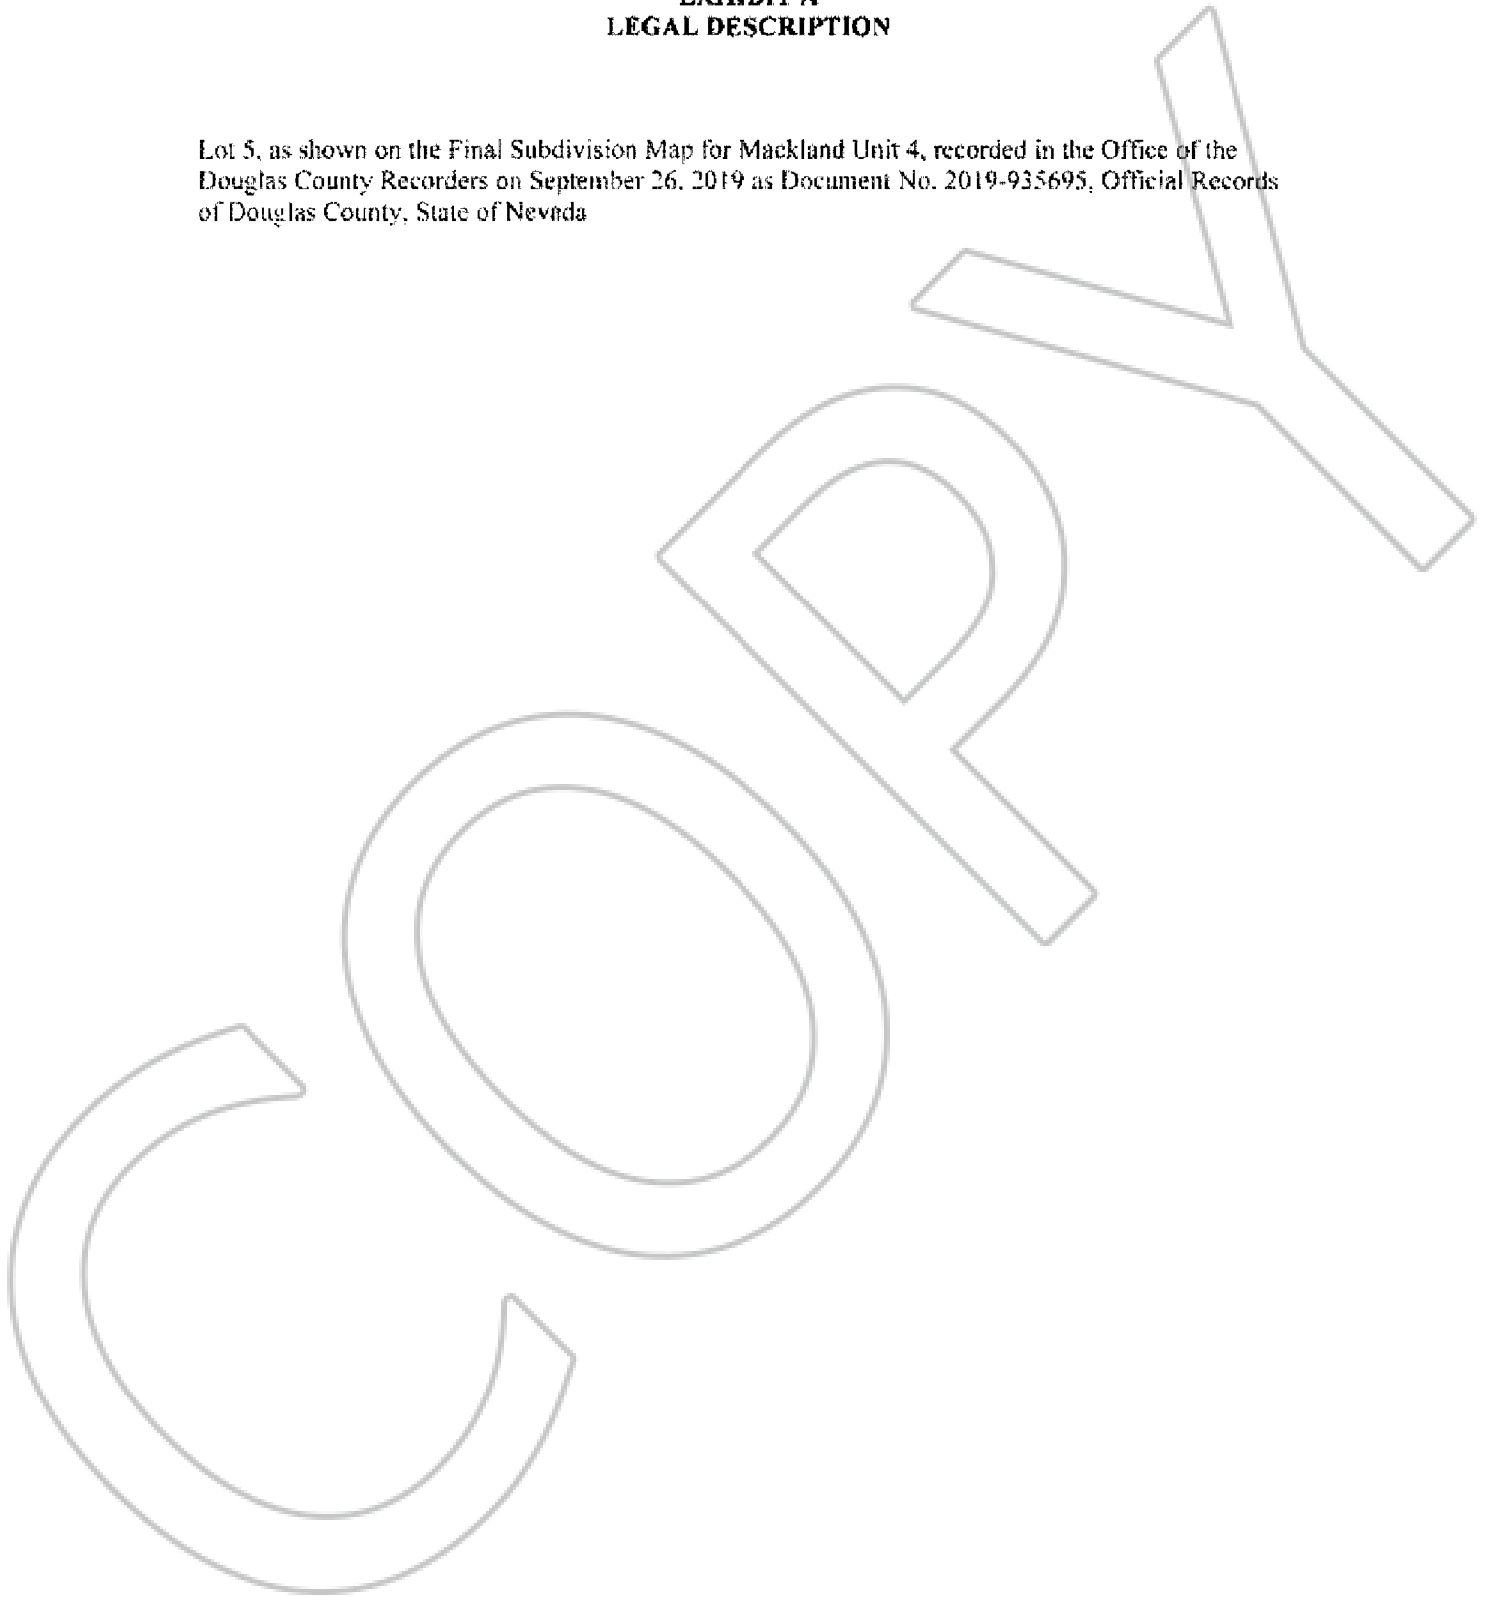 EXHIBIT A
LEGAL DESCRIPTION
Lot 5, as shown on the Final Subdivision Map for Mackland Unit 4, recorded in the Office of the
Douglas County Recorders on September 26, 2019 as Document No. 2019-935695, Official Records
of Douglas County, State of Nevada
COPY